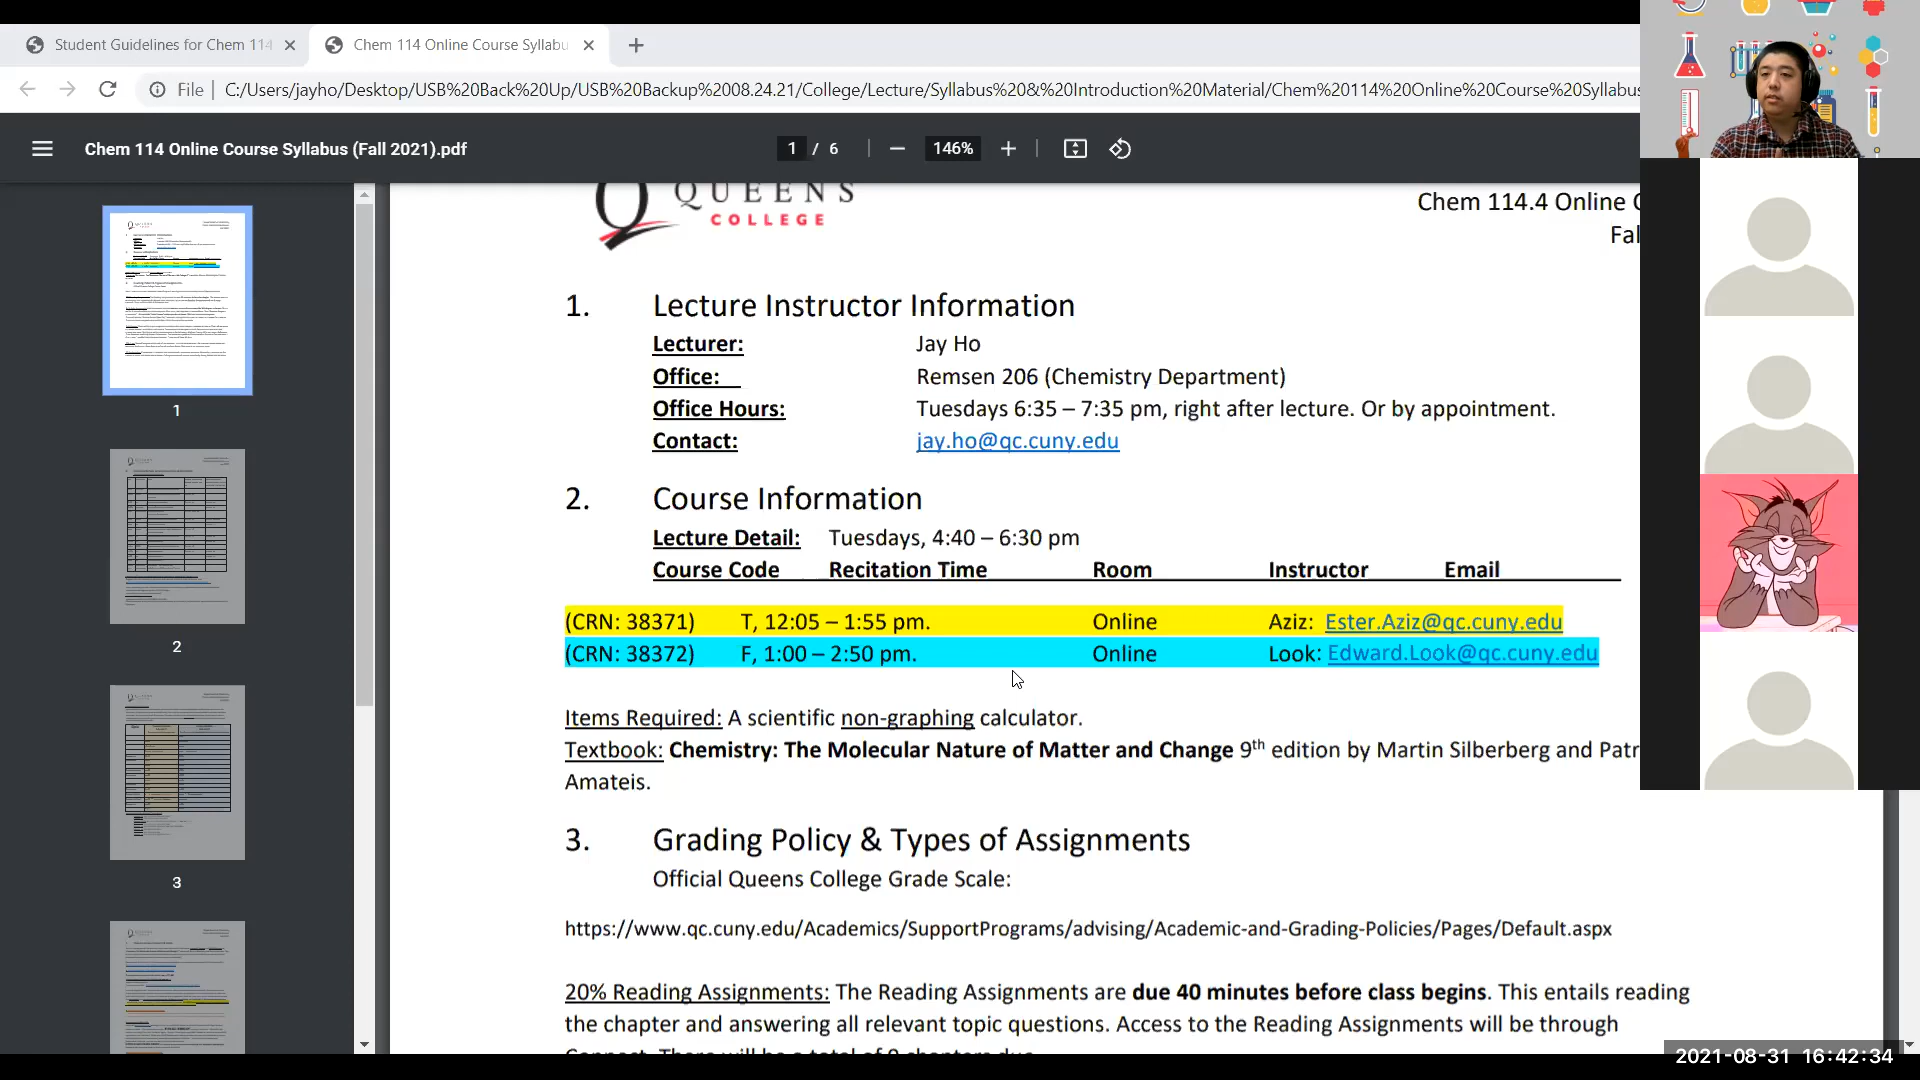 Student Guidelines for Chem 114
Chem 114 Online Course Syllabu
File
C:/Users/jayho/Desktop/USB%20Back%20Up/USB%20Backup%2008.24.21/College/Lecture/Syllabus%20&%20Introduction%20Material/Chem%20114%20Online%20Course%20Syllabus
Chem 114 Online Course Syllabus (Fall 2021).pdf
1 / 6
146%
QUEENS
COLLEGE
Chem 114.4 Online
Fal
1. Lecture Instructor Information
Lecturer: Jay Ho
Office: Remsen 206 (Chemistry Department)
Office Hours: Tuesdays 6:35 – 7:35 pm, right after lecture. Or by appointment.
Contact: jay.ho@qc.cuny.edu
2. Course Information
Lecture Detail: Tuesdays, 4:40 – 6:30 pm
Course Code Recitation Time Room Instructor Email
(CRN: 38371) T, 12:05 – 1:55 pm. Online Aziz: Ester.Aziz@qc.cuny.edu
(CRN: 38372) F, 1:00 – 2:50 pm. Online Look: Edward.Look@qc.cuny.edu
Items Required: A scientific non-graphing calculator.
Textbook: Chemistry: The Molecular Nature of Matter and Change 9th edition by Martin Silberberg and Patr
Amateis.
3. Grading Policy & Types of Assignments
Official Queens College Grade Scale:
https://www.qc.cuny.edu/Academics/SupportPrograms/advising/Academic-and-Grading-Policies/Pages/Default.aspx
20% Reading Assignments: The Reading Assignments are due 40 minutes before class begins. This entails reading
the chapter and answering all relevant topic questions. Access to the Reading Assignments will be through
1
2
3
2021-08-31 16:42:34